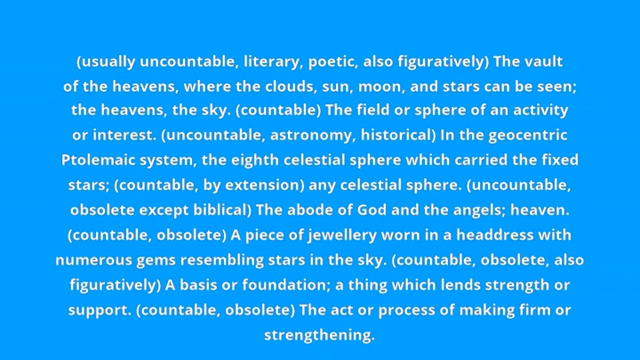 (usually uncountable, literary, poetic, also figuratively) The vault
of the heavens, where the clouds, sun, moon, and stars can be seen;
the heavens, the sky. (countable) The field or sphere of an activity
or interest. (uncountable, astronomy, historical) In the geocentric
Ptolemaic system, the eighth celestial sphere which carried the fixed
stars; (countable, by extension) any celestial sphere. (uncountable,
obsolete except biblical) The abode of God and the angels; heaven.
(countable, obsolete) A piece of jewellery worn in a headdress with
numerous gems resembling stars in the sky. (countable, obsolete, also
figuratively) A basis or foundation; a thing which lends strength or
support. (countable, obsolete) The act or process of making firm or
strengthening.